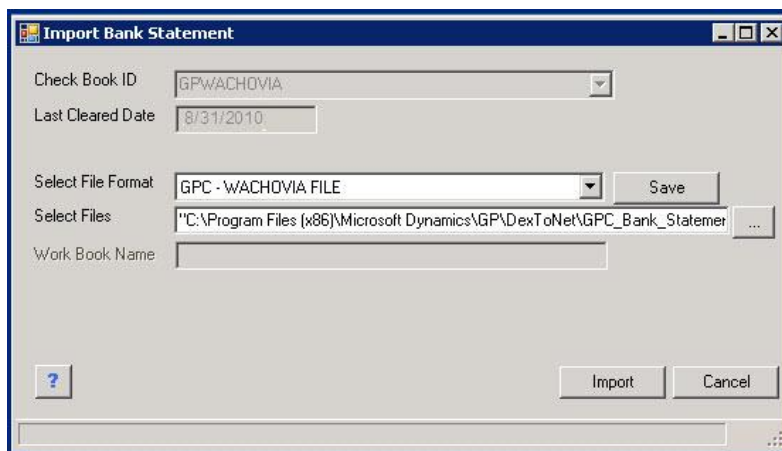 Import Bank Statement
Check Book ID GPWACHOVIA
Last Cleared Date 8/31/2010
Select File Format GPC - WACHOVIA FILE Save
Select Files "C:\Program Files (x86)\Microsoft Dynamics\GP\DexToNet\GPC_Bank_Statemer ...
Work Book Name
? Import Cancel